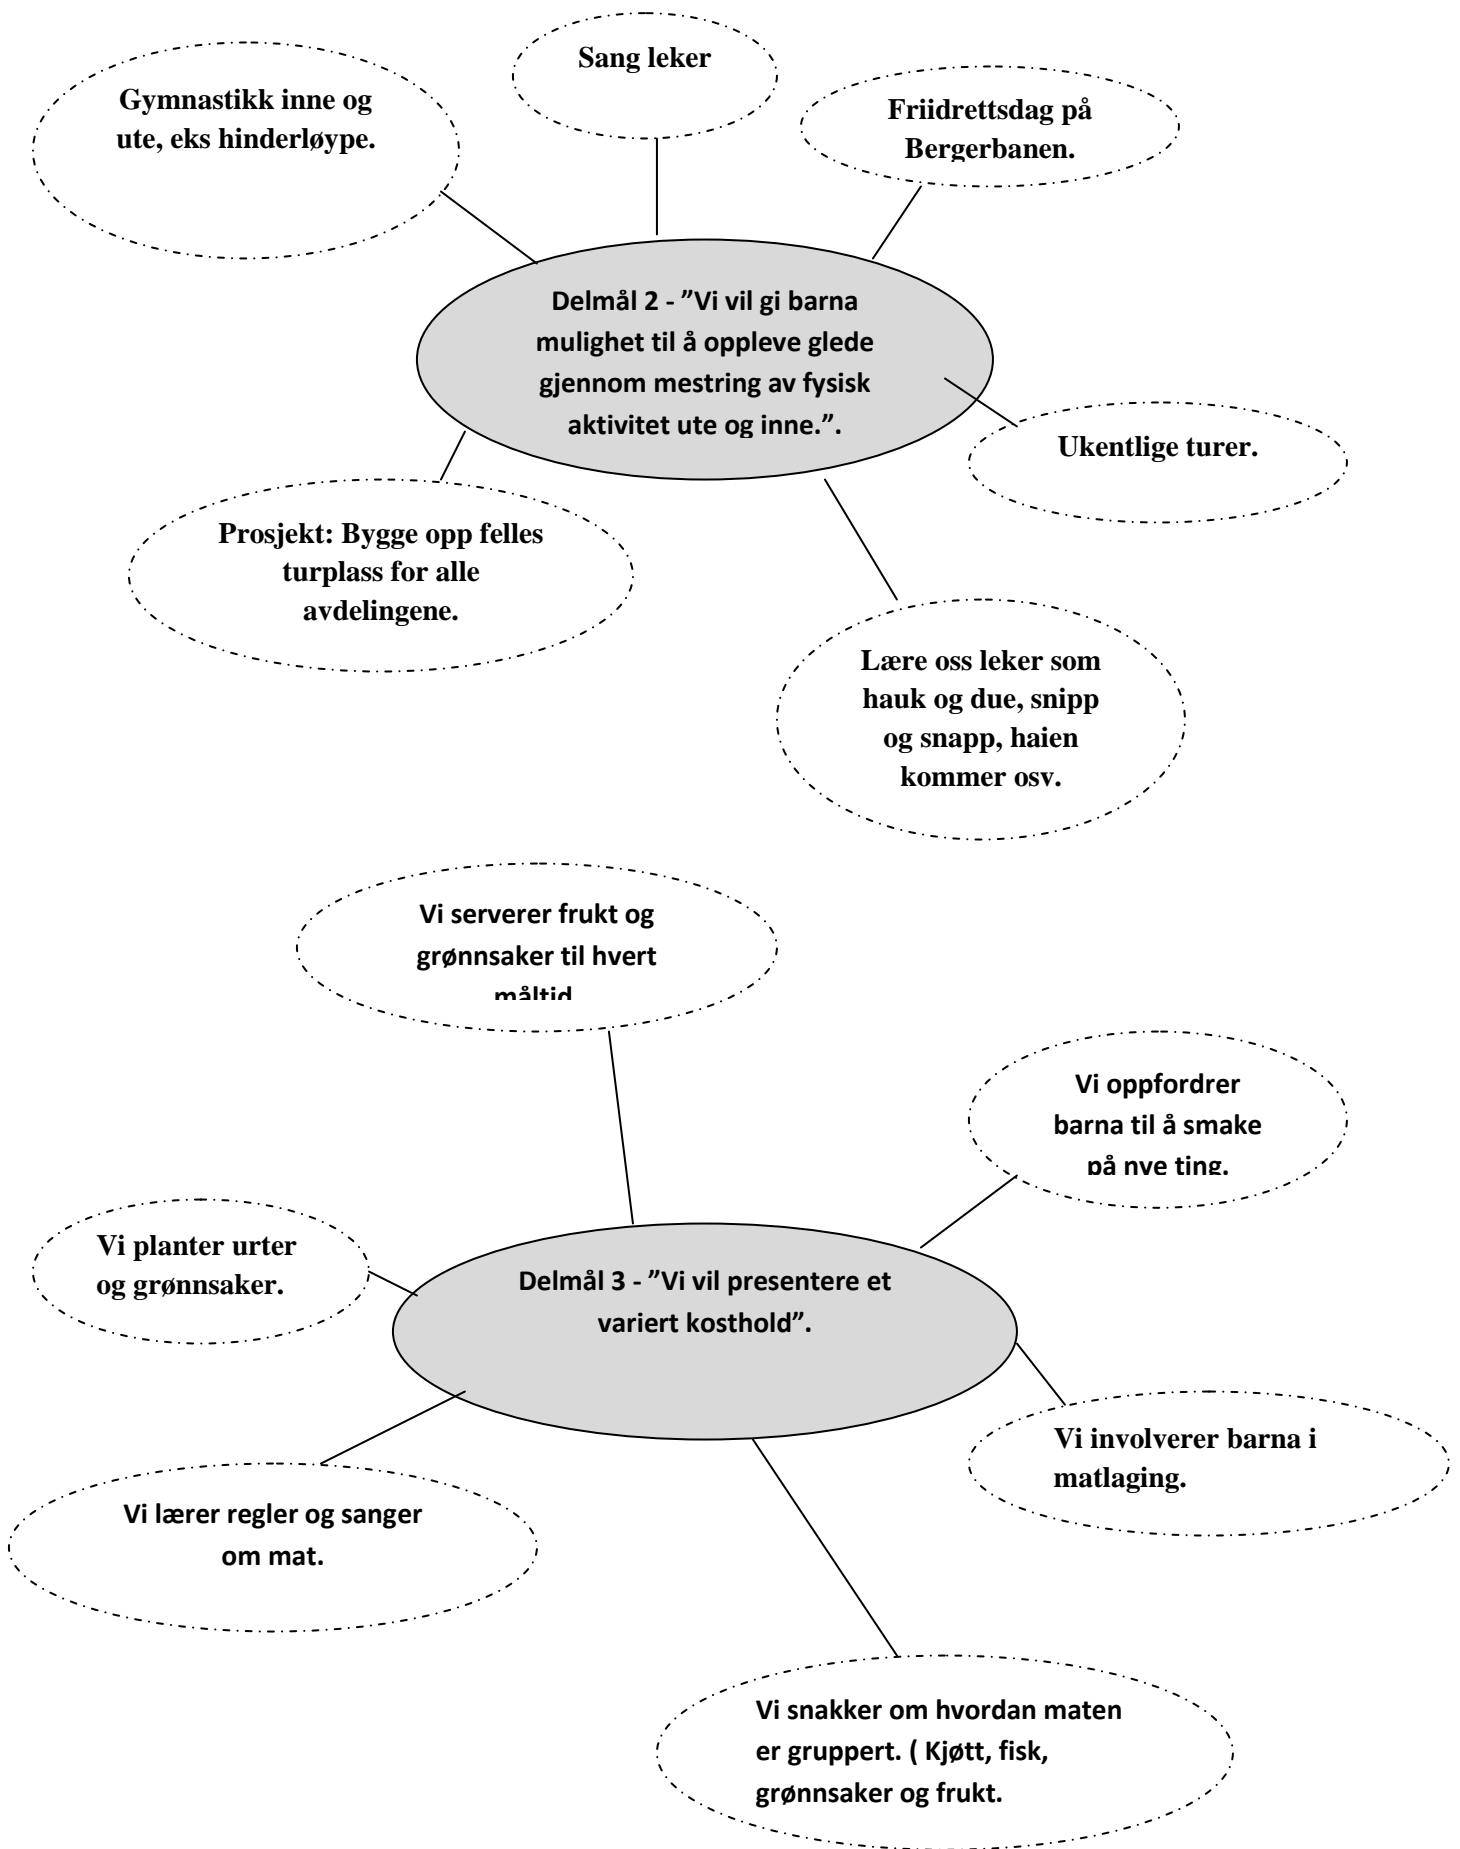 Sang leker
Gymnastikk inne og
ute, eks hinderløype.
Friidrettsdag på
Bergerbanen.
Delmål 2 - ”Vi vil gi barna
mulighet til å oppleve glede
gjennom mestring av fysisk
aktivitet ute og inne.”.
Ukentlige turer.
Prosjekt: Bygge opp felles
turplass for alle
avdelingene.
Lære oss leker som
hauk og due, snipp
og snapp, haien
kommer osv.
Vi serverer frukt og
grønnsaker til hvert
måltid
Vi oppfordrer
barna til å smake
på nye ting.
Vi planter urter
og grønnsaker.
Delmål 3 - ”Vi vil presentere et
variert kosthold”.
Vi involverer barna i
matlaging.
Vi lærer regler og sanger
om mat.
Vi snakker om hvordan maten
er gruppert. ( Kjøtt, fisk,
grønnsaker og frukt.